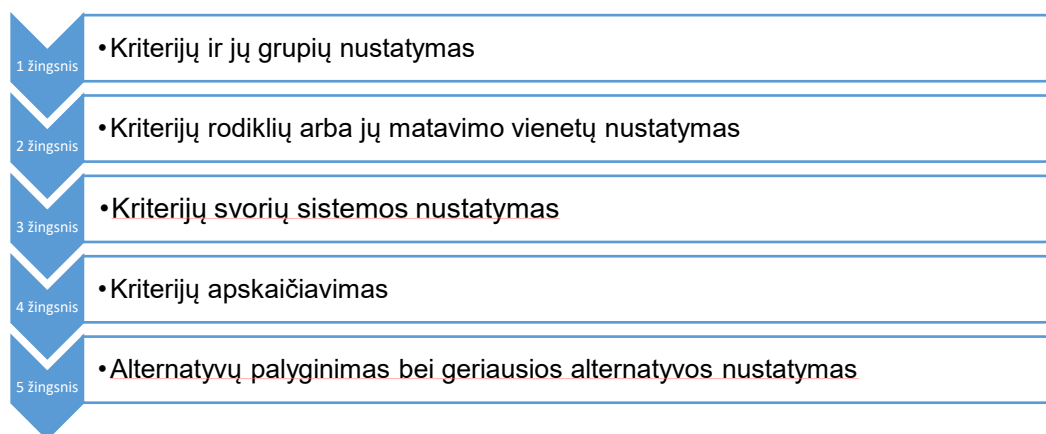 1 žingsnis
•Kriterijų ir jų grupių nustatymas
2 žingsnis
•Kriterijų rodiklių arba jų matavimo vienetų nustatymas
3 žingsnis
•Kriterijų svorių sistemos nustatymas
4 žingsnis
•Kriterijų apskaičiavimas
5 žingsnis
•Alternatyvų palyginimas bei geriausios alternatyvos nustatymas